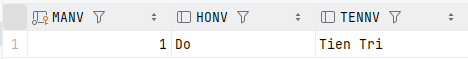 MANV HONV TENNV
1 1 Do Tien Tri